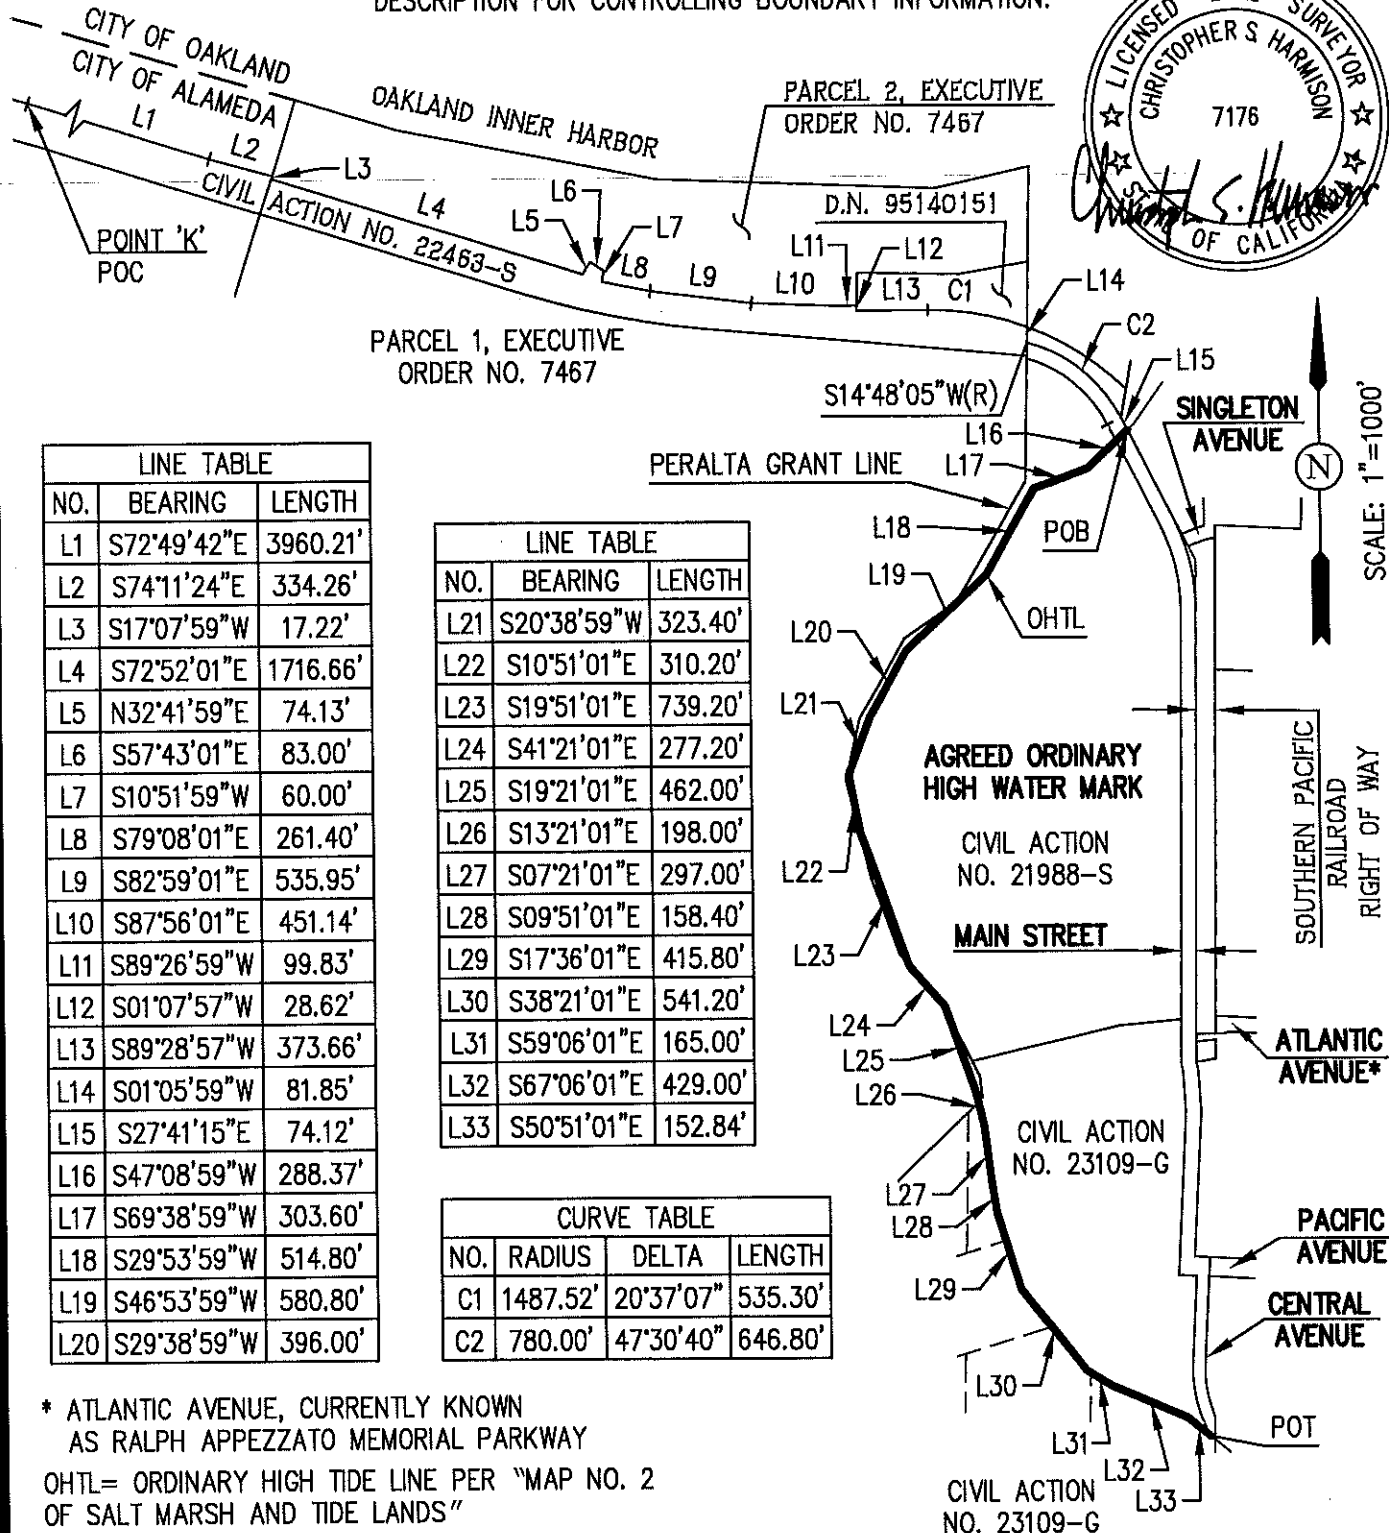 DESCRIPTION FOR CONTROLLING BOUNDARY INFORMATION.
CITY OF OAKLAND
CITY OF ALAMEDA
OAKLAND INNER HARBOR
PARCEL 2, EXECUTIVE
ORDER NO. 7467
LICENSED LAND SURVEYOR
CHRISTOPHER S. HARMISON
7176
STATE OF CALIFORNIA
L1
L2
L3
L4
CIVIL ACTION NO. 22463-S
POINT 'K'
POC
L5
L6
L7
L8
L9
L10
L11
L12
D.N. 95140151
L13
C1
L14
C2
L15
PARCEL 1, EXECUTIVE
ORDER NO. 7467
S14°48'05"W(R)
SINGLETON
AVENUE
N
SCALE: 1"=1000'
PERALTA GRANT LINE
L16
L17
L18
L19
POB
OHTL
L20
L21
L22
L23
L24
L25
L26
L27
L28
L29
L30
L31
L32
L33
AGREED ORDINARY
HIGH WATER MARK
CIVIL ACTION
NO. 21988-S
MAIN STREET
SOUTHERN PACIFIC
RAILROAD
RIGHT OF WAY
ATLANTIC
AVENUE*
CIVIL ACTION
NO. 23109-G
PACIFIC
AVENUE
CENTRAL
AVENUE
POT
CIVIL ACTION
NO. 23109-G
LINE TABLE
NO. BEARING LENGTH
L1 S72°49'42"E 3960.21'
L2 S74°11'24"E 334.26'
L3 S17°07'59"W 17.22'
L4 S72°52'01"E 1716.66'
L5 N32°41'59"E 74.13'
L6 S57°43'01"E 83.00'
L7 S10°51'59"W 60.00'
L8 S79°08'01"E 261.40'
L9 S82°59'01"E 535.95'
L10 S87°56'01"E 451.14'
L11 S89°26'59"W 99.83'
L12 S01°07'57"W 28.62'
L13 S89°28'57"W 373.66'
L14 S01°05'59"W 81.85'
L15 S27°41'15"E 74.12'
L16 S47°08'59"W 288.37'
L17 S69°38'59"W 303.60'
L18 S29°53'59"W 514.80'
L19 S46°53'59"W 580.80'
L20 S29°38'59"W 396.00'
LINE TABLE
NO. BEARING LENGTH
L21 S20°38'59"W 323.40'
L22 S10°51'01"E 310.20'
L23 S19°51'01"E 739.20'
L24 S41°21'01"E 277.20'
L25 S19°21'01"E 462.00'
L26 S13°21'01"E 198.00'
L27 S07°21'01"E 297.00'
L28 S09°51'01"E 158.40'
L29 S17°36'01"E 415.80'
L30 S38°21'01"E 541.20'
L31 S59°06'01"E 165.00'
L32 S67°06'01"E 429.00'
L33 S50°51'01"E 152.84'
CURVE TABLE
NO. RADIUS DELTA LENGTH
C1 1487.52' 20°37'07" 535.30'
C2 780.00' 47°30'40" 646.80'
* ATLANTIC AVENUE, CURRENTLY KNOWN
AS RALPH APPEZZATO MEMORIAL PARKWAY
OHTL= ORDINARY HIGH TIDE LINE PER "MAP NO. 2
OF SALT MARSH AND TIDE LANDS"